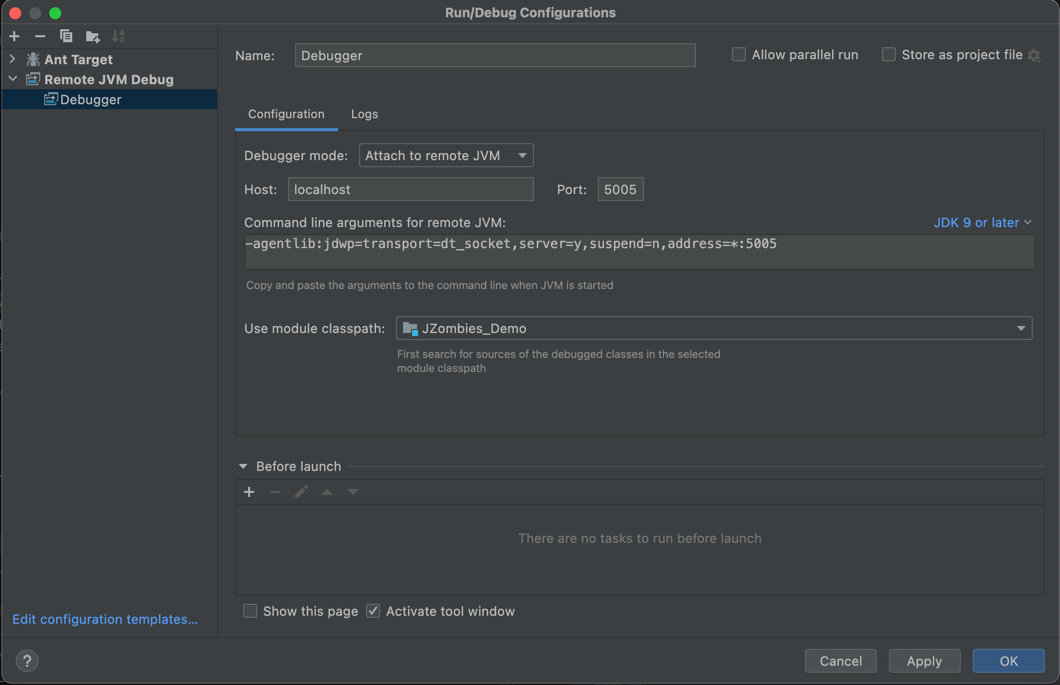 Run/Debug Configurations
Ant Target
Remote JVM Debug
Debugger
Name: Debugger
Allow parallel run
Store as project file
Configuration Logs
Debugger mode: Attach to remote JVM
Host: localhost Port: 5005
Command line arguments for remote JVM: JDK 9 or later
-agentlib:jdwp=transport=dt_socket,server=y,suspend=n,address=*:5005
Copy and paste the arguments to the command line when JVM is started
Use module classpath: JZombies_Demo
First search for sources of the debugged classes in the selected
module classpath
Before launch
There are no tasks to run before launch
Show this page Activate tool window
Edit configuration templates...
? Cancel Apply OK